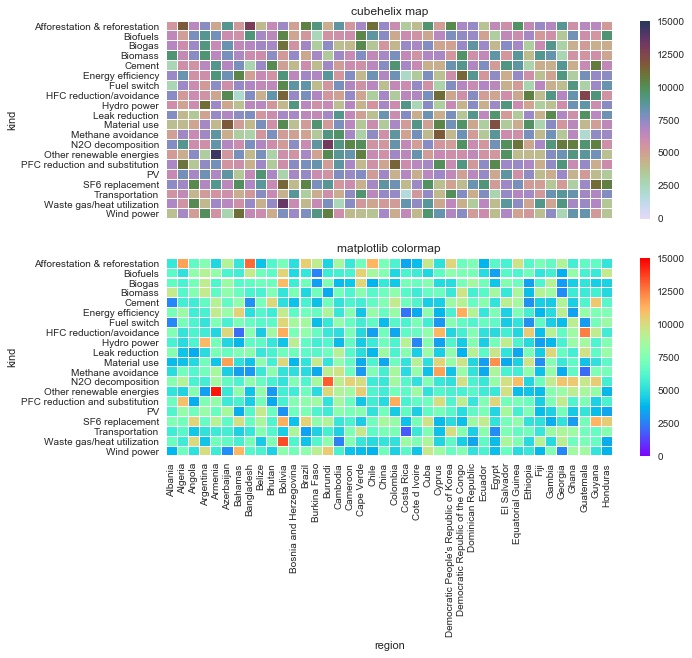 cubehelix map
Afforestation & reforestation
Biofuels
Biogas
Biomass
Cement
Energy efficiency
Fuel switch
HFC reduction/avoidance
Hydro power
Leak reduction
Material use
Methane avoidance
N2O decomposition
Other renewable energies
PFC reduction and substitution
PV
SF6 replacement
Transportation
Waste gas/heat utilization
Wind power
kind
15000
12500
10000
7500
5000
2500
0
matplotlib colormap
Afforestation & reforestation
Biofuels
Biogas
Biomass
Cement
Energy efficiency
Fuel switch
HFC reduction/avoidance
Hydro power
Leak reduction
Material use
Methane avoidance
N2O decomposition
Other renewable energies
PFC reduction and substitution
PV
SF6 replacement
Transportation
Waste gas/heat utilization
Wind power
kind
15000
12500
10000
7500
5000
2500
0
Albania
Algeria
Angola
Argentina
Armenia
Azerbaijan
Bahamas
Bangladesh
Belize
Bhutan
Bolivia
Bosnia and Herzegovina
Brazil
Burkina Faso
Burundi
Cambodia
Cameroon
Cape Verde
Chile
China
Colombia
Costa Rica
Cote d Ivoire
Cuba
Cyprus
Democratic People's Republic of Korea
Democratic Republic of the Congo
Dominican Republic
Ecuador
Egypt
El Salvador
Equatorial Guinea
Ethiopia
Fiji
Gambia
Georgia
Ghana
Guatemala
Guyana
Honduras
region